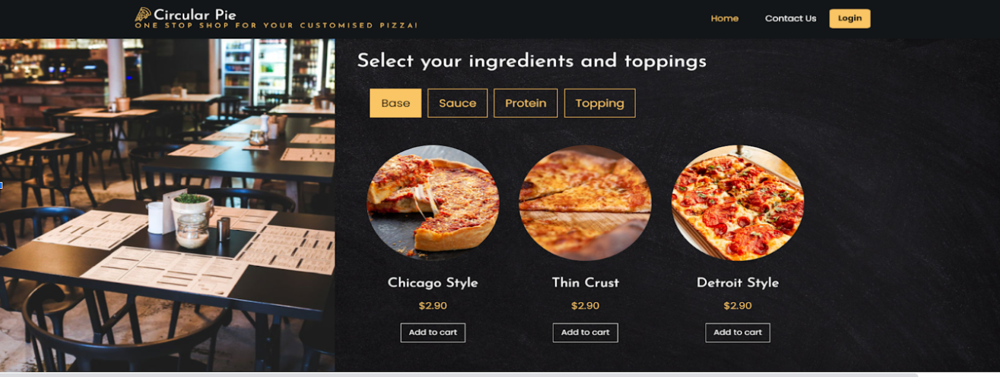 Circular Pie
ONE STOP SHOP FOR YOUR CUSTOMISED PIZZA!
Home Contact Us Login
Select your ingredients and toppings
Base Sauce Protein Topping
Chicago Style Thin Crust Detroit Style
$2.90 $2.90 $2.90
Add to cart Add to cart Add to cart